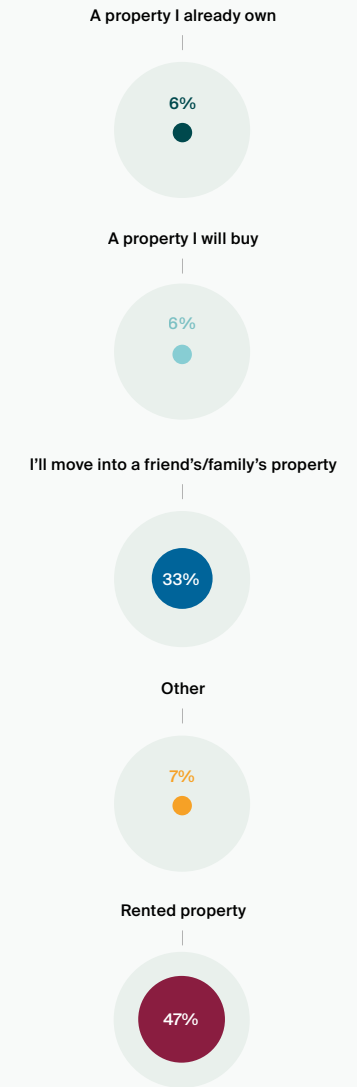 A property I already own
6%
A property I will buy
6%
I’ll move into a friend’s/family’s property
33%
Other
7%
Rented property
47%